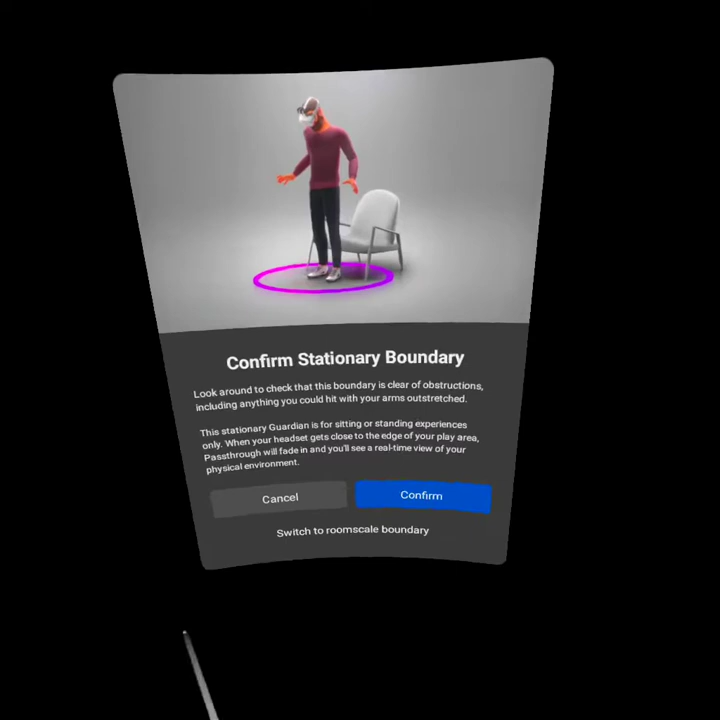 Confirm Stationary Boundary
Look around to check that this boundary is clear of obstructions,
including anything you could hit with your arms outstretched.
This stationary Guardian is for sitting or standing experiences
only. When your headset gets close to the edge of your play area,
Passthrough will fade in and you'll see a real-time view of your
physical environment.
Cancel
Confirm
Switch to roomscale boundary